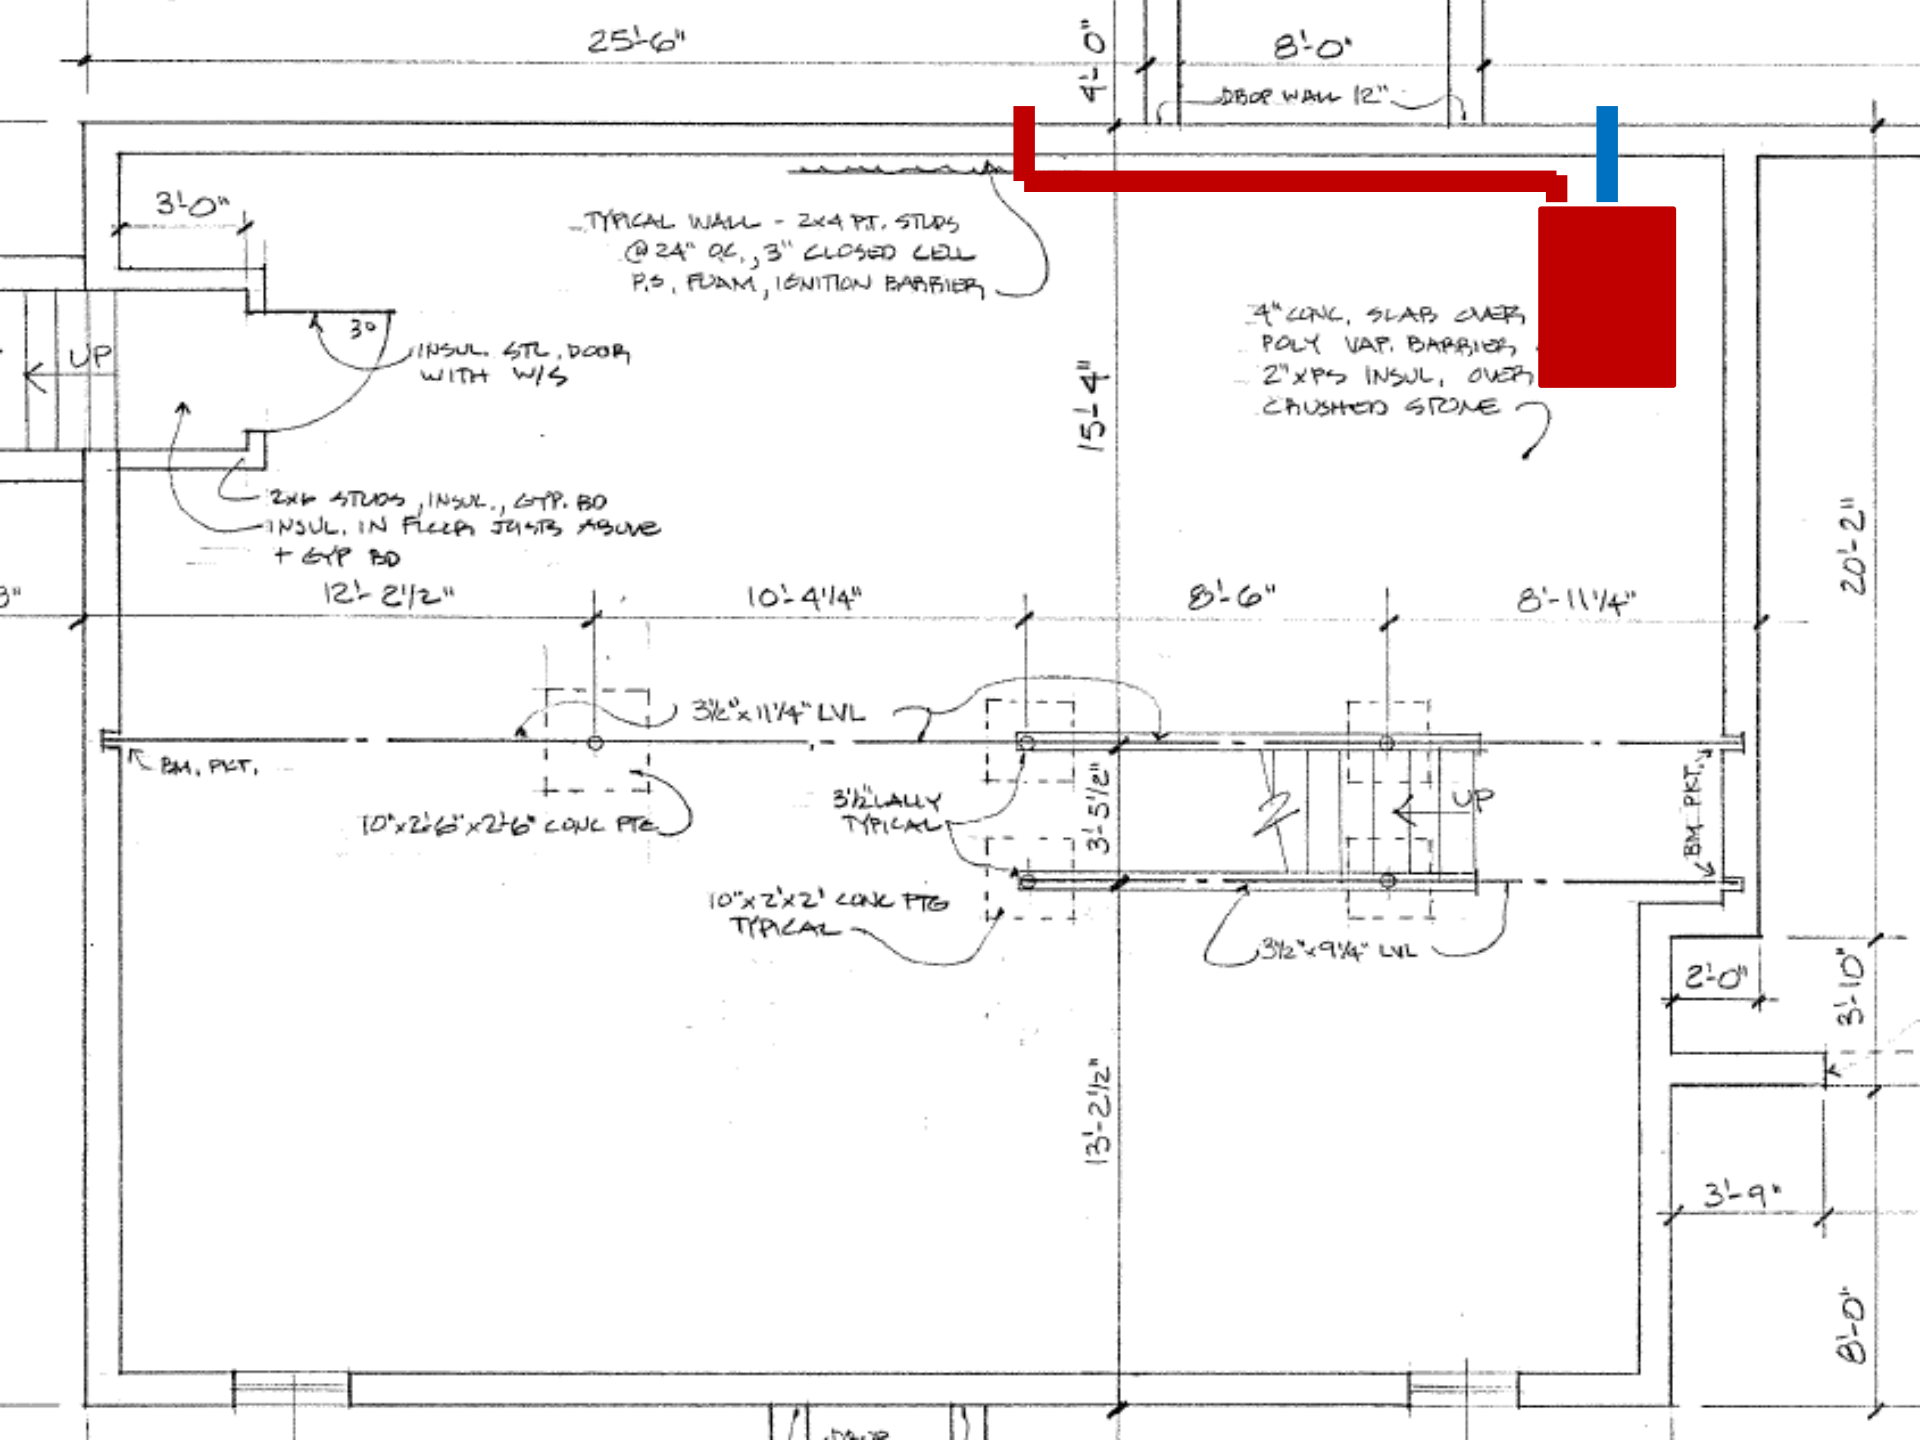 25'-6"
4'-0"
8'-0"
DROP WALL 12"
3'-0"
TYPICAL WALL - 2x4 P.T. STUDS
@ 24" O.C., 3" CLOSED CELL
P.S. FOAM, IGNITION BARRIER
4" CONC. SLAB OVER
POLY VAP. BARRIER
2" XPS INSUL. OVER
CRUSHED STONE
3°
UP
INSUL. STL. DOOR
WITH W/S
15'-4"
2x6 STUDS, INSUL., GYP. BD
INSUL. IN FLOOR JOISTS ABOVE
+ GYP BD
20'-2"
12'-2 1/2"
10'-4 1/4"
8'-6"
8'-11 1/4"
3 1/2" x 11 1/4" LVL
BM. PKT.
3 1/2" LALLY
TYPICAL
3'-5 1/2"
UP
BM PKT.
10" x 2'-6" x 2'-6" CONC FTG
10" x 2' x 2' CONC FTG
TYPICAL
3 1/2" x 9 1/4" LVL
2'-0"
3'-10"
13'-2 1/2"
3'-9"
8'-0"